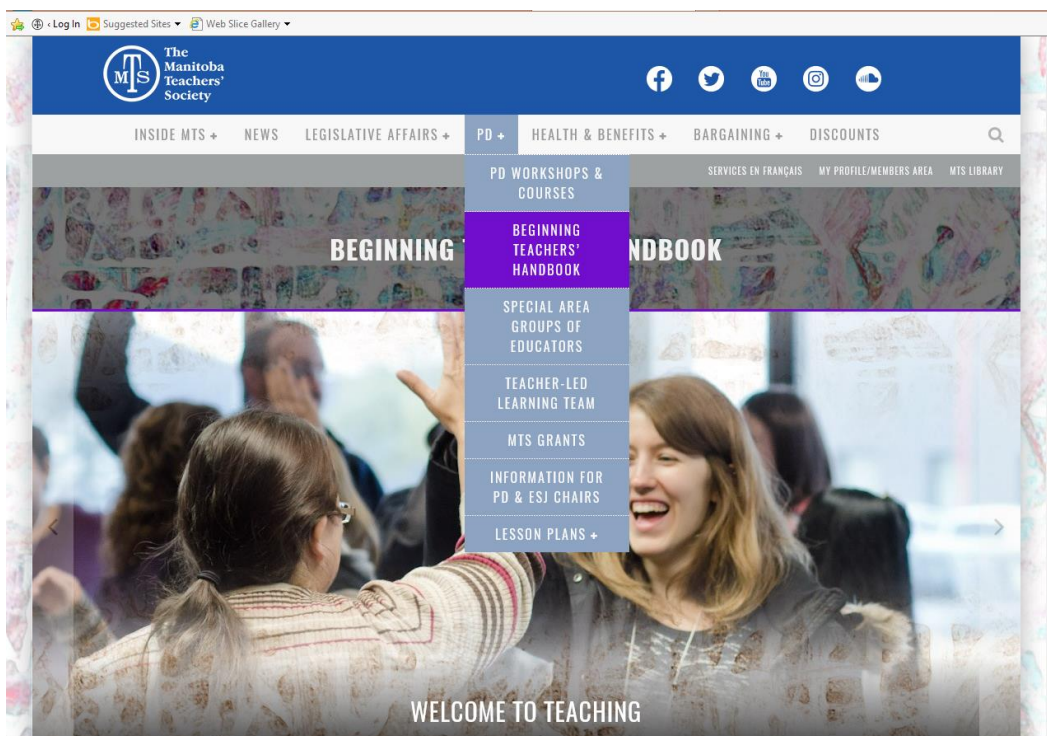 ‹ Log In Suggested Sites ▾ Web Slice Gallery ▾
The
Manitoba
Teachers'
Society
MTS
You
Tube
INSIDE MTS + NEWS LEGISLATIVE AFFAIRS + PD + HEALTH & BENEFITS + BARGAINING + DISCOUNTS
SERVICES EN FRANÇAIS MY PROFILE/MEMBERS AREA MTS LIBRARY
PD WORKSHOPS &
COURSES
BEGINNING
TEACHERS'
HANDBOOK
SPECIAL AREA
GROUPS OF
EDUCATORS
TEACHER-LED
LEARNING TEAM
MTS GRANTS
INFORMATION FOR
PD & ESJ CHAIRS
LESSON PLANS +
BEGINNING NDBOOK
WELCOME TO TEACHING